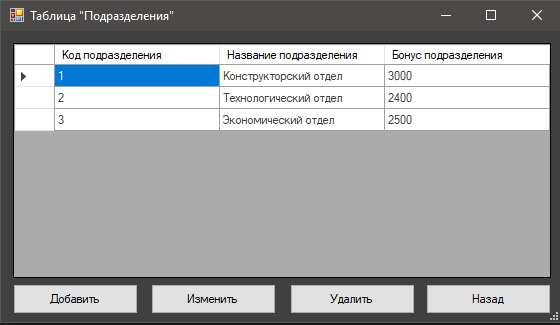 Таблица "Подразделения"
Код подразделения Название подразделения Бонус подразделения
1 Конструкторский отдел 3000
2 Технологический отдел 2400
3 Экономический отдел 2500
Добавить Изменить Удалить Назад